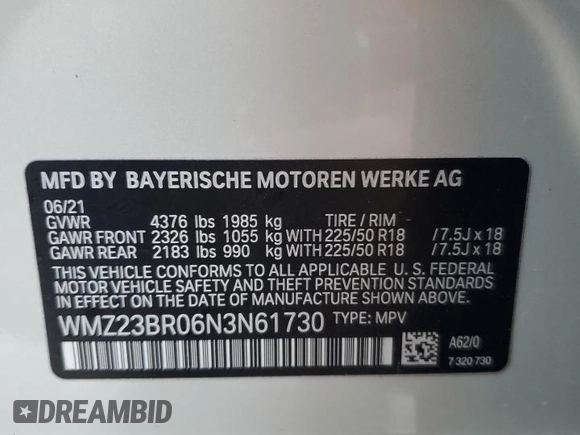 MFD BY BAYERISCHE MOTOREN WERKE AG
06/21
GVWR 4376 lbs 1985 kg TIRE / RIM –
GAWR FRONT 2326 lbs 1055 kg WITH 225/50 R18 /7.5J x 18
GAWR REAR 2183 lbs 990 kg WITH 225/50 R18 /7.5J x 18
THIS VEHICLE CONFORMS TO ALL APPLICABLE U. S. FEDERAL
MOTOR VEHICLE SAFETY AND THEFT PREVENTION STANDARDS
IN EFFECT ON THE DATE OF MANUFACTURE SHOWN ABOVE.
WMZ23BR06N3N61730 TYPE: MPV
A62/0
7 320 730
DREAMBID